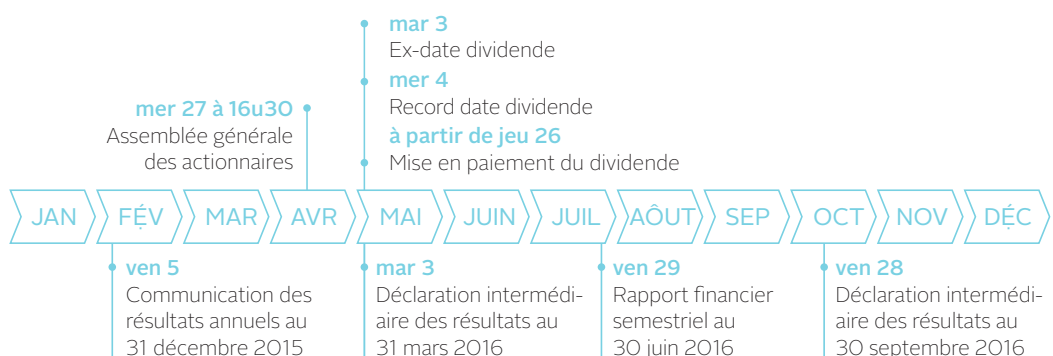 mar 3
Ex-date dividende
mer 4
Record date dividende
à partir de jeu 26
Mise en paiement du dividende
mer 27 à 16u30
Assemblée générale
des actionnaires
JAN FÉV MAR AVR MAI JUIN JUIL AÔUT SEP OCT NOV DÉC
ven 5
Communication des
résultats annuels au
31 décembre 2015
mar 3
Déclaration intermédi-
aire des résultats au
31 mars 2016
ven 29
Rapport financier
semestriel au
30 juin 2016
ven 28
Déclaration intermédi-
aire des résultats au
30 septembre 2016